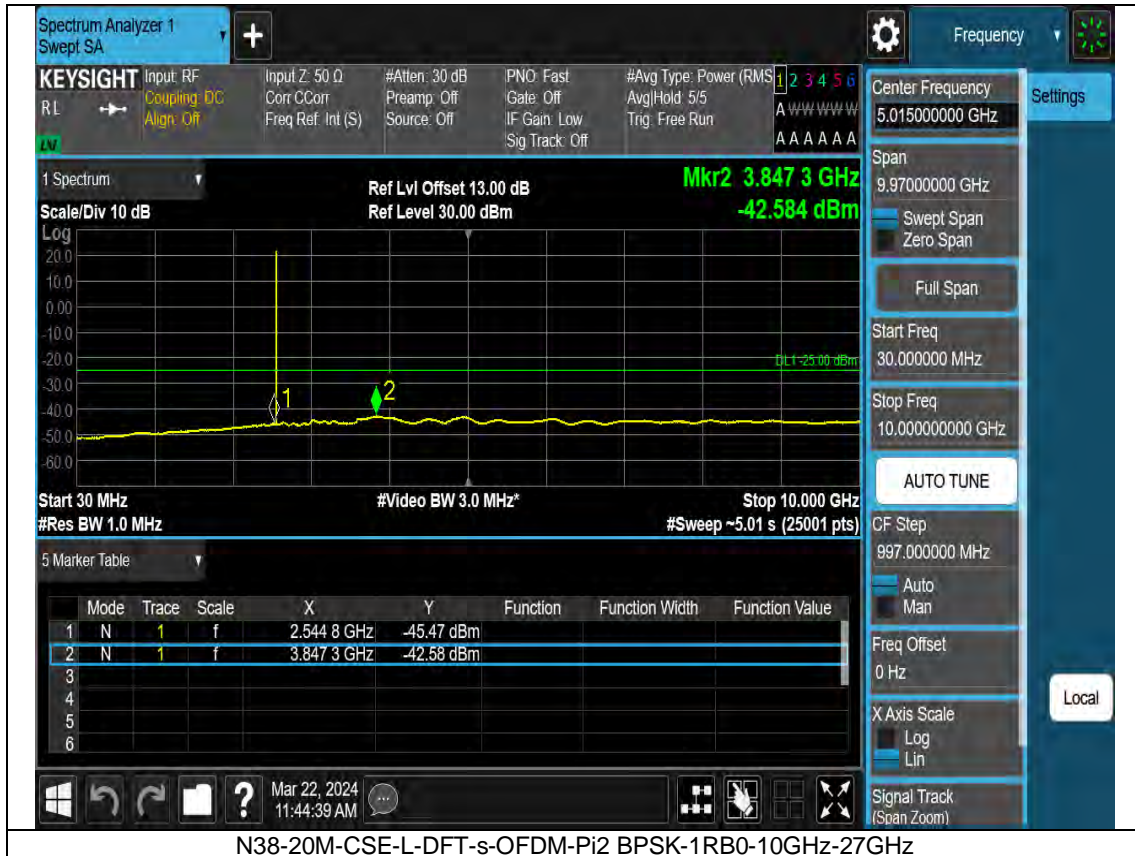 Spectrum Analyzer 1
Swept SA
Frequency
KEYSIGHT
RL
LXI
Input: RF
Coupling: DC
Align: Off
Input Z: 50 Ω
Corr CCorr
Freq Ref: Int (S)
#Atten: 30 dB
Preamp: Off
Source: Off
PNO: Fast
Gate: Off
IF Gain: Low
Sig Track: Off
#Avg Type: Power (RMS
Avg|Hold: 5/5
Trig: Free Run
1 2 3 4 5 6
A W W W W W
A A A A A A
Settings
1 Spectrum
Scale/Div 10 dB
Ref Lvl Offset 13.00 dB
Ref Level 30.00 dBm
Mkr2 3.847 3 GHz
-42.584 dBm
Log
20.0
10.0
0.00
-10.0
-20.0
-30.0
-40.0
-50.0
-60.0
DL1 -25.00 dBm
1
2
Start 30 MHz
#Res BW 1.0 MHz
#Video BW 3.0 MHz*
Stop 10.000 GHz
#Sweep ~5.01 s (25001 pts)
5 Marker Table
Mode Trace Scale X Y Function Function Width Function Value
1 N 1 f 2.544 8 GHz -45.47 dBm
2 N 1 f 3.847 3 GHz -42.58 dBm
3
4
5
6
Center Frequency
5.015000000 GHz
Span
9.97000000 GHz
Swept Span
Zero Span
Full Span
Start Freq
30.000000 MHz
Stop Freq
10.000000000 GHz
AUTO TUNE
CF Step
997.000000 MHz
Auto
Man
Freq Offset
0 Hz
X Axis Scale
Log
Lin
Signal Track
(Span Zoom)
Local
?
Mar 22, 2024
11:44:39 AM
N38-20M-CSE-L-DFT-s-OFDM-Pi2 BPSK-1RB0-10GHz-27GHz